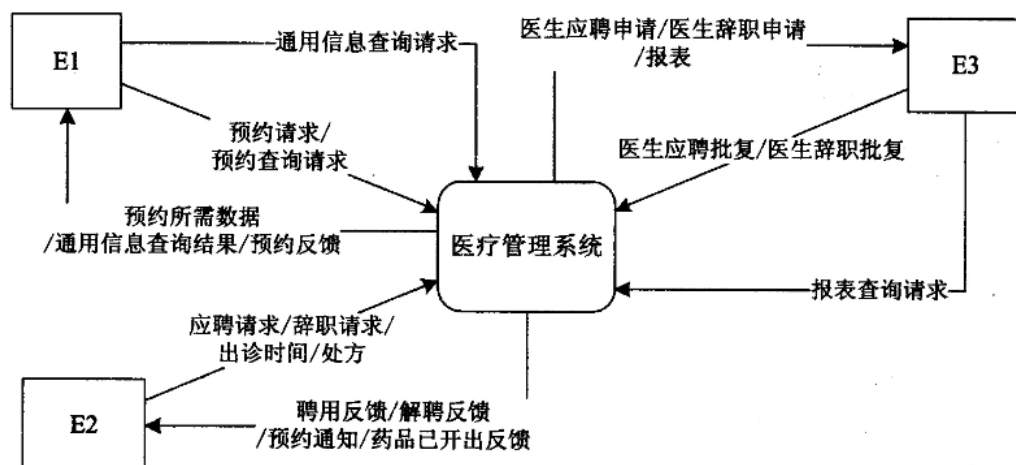 E1
通用信息查询请求
医生应聘申请/医生辞职申请
/报表
E3
预约请求/
预约查询请求
医生应聘批复/医生辞职批复
预约所需数据
/通用信息查询结果/预约反馈
医疗管理系统
报表查询请求
应聘请求/辞职请求/
出诊时间/处方
E2
聘用反馈/解聘反馈
/预约通知/药品已开出反馈